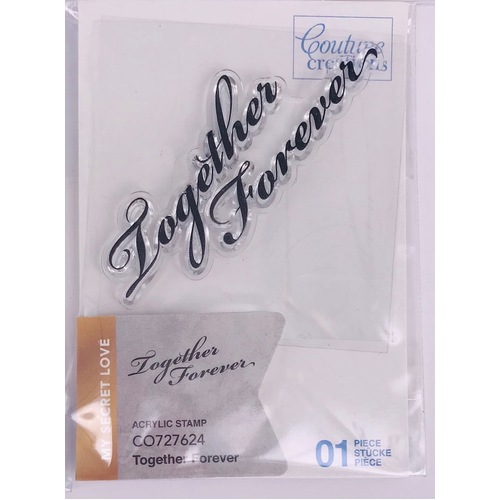 Couture
creations
Together
Forever
MY SECRET LOVE
Together
Forever
ACRYLIC STAMP
CO727624
Together Forever
01 PIECE
STÜCKE
PIÈCE